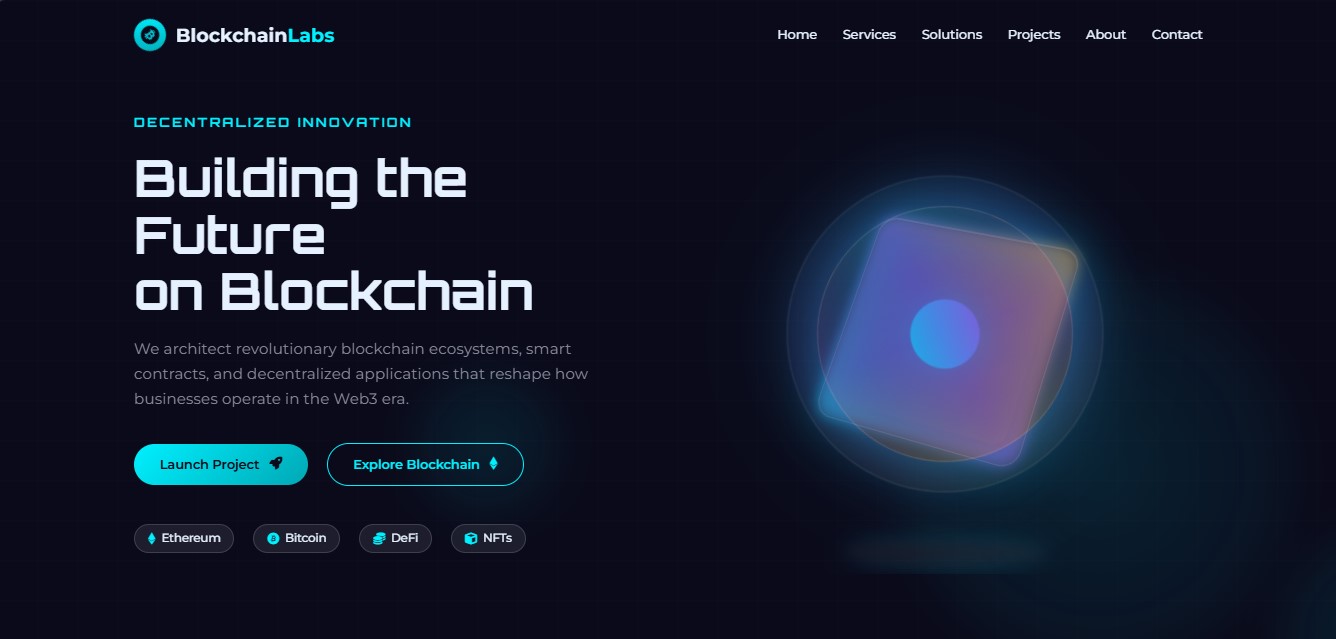 BlockchainLabs
Home Services Solutions Projects About Contact
DECENTRALIZED INNOVATION
Building the
Future
on Blockchain
We architect revolutionary blockchain ecosystems, smart
contracts, and decentralized applications that reshape how
businesses operate in the Web3 era.
Launch Project
Explore Blockchain
Ethereum
Bitcoin
DeFi
NFTs